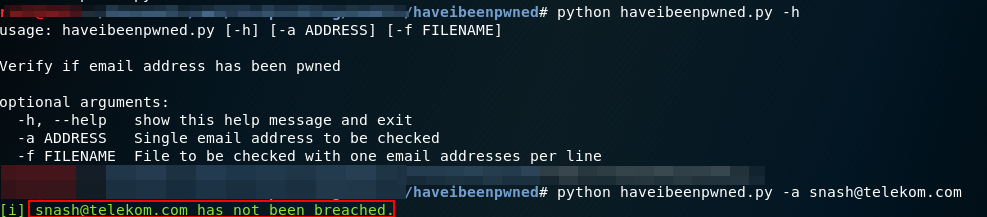 /haveibeenpwned# python haveibeenpwned.py -h
usage: haveibeenpwned.py [-h] [-a ADDRESS] [-f FILENAME]
Verify if email address has been pwned
optional arguments:
-h, --help show this help message and exit
-a ADDRESS Single email address to be checked
-f FILENAME File to be checked with one email addresses per line
/haveibeenpwned# python haveibeenpwned.py -a snash@telekom.com
[i] snash@telekom.com has not been breached.